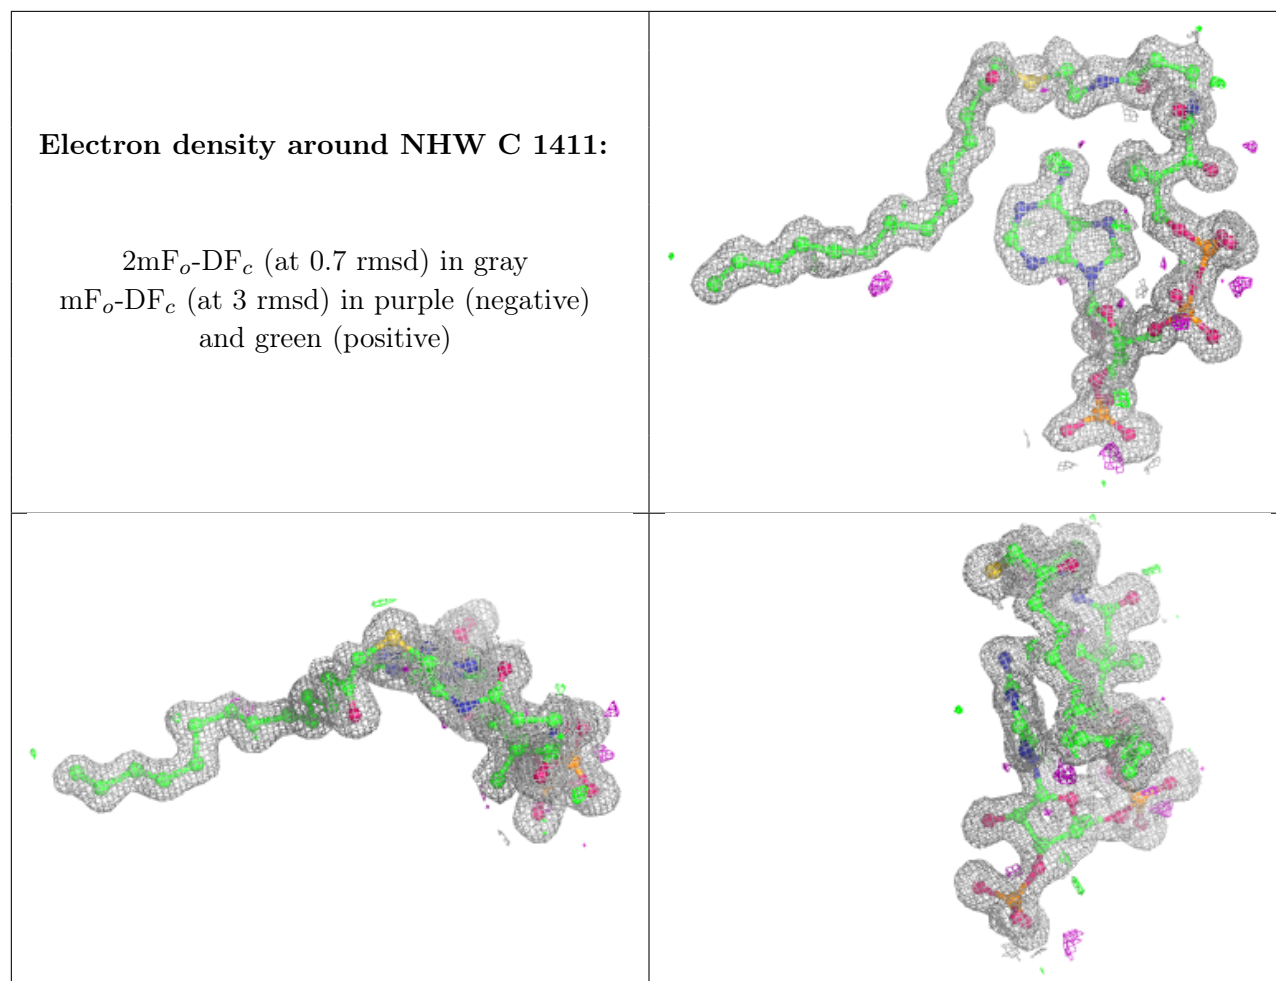 Electron density around NHW C 1411:
2mFo-DFc (at 0.7 rmsd) in gray
mFo-DFc (at 3 rmsd) in purple (negative)
and green (positive)